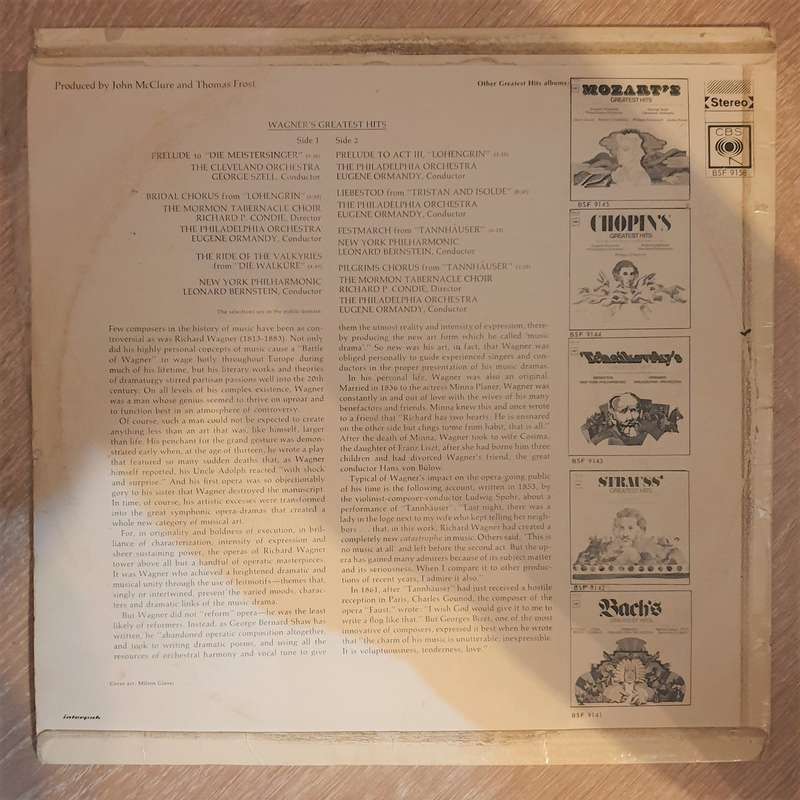 Produced by John McClure and Thomas Frost
Other Greatest Hits albums:
WAGNER'S GREATEST HITS
Side 1
PRELUDE to "DIE MEISTERSINGER"
THE CLEVELAND ORCHESTRA
GEORGE SZELL, Conductor
BRIDAL CHORUS from "LOHENGRIN"
THE MORMON TABERNACLE CHOIR
RICHARD P. CONDIE, Director
THE PHILADELPHIA ORCHESTRA
EUGENE ORMANDY, Conductor
THE RIDE OF THE VALKYRIES
from "DIE WALKÜRE"
NEW YORK PHILHARMONIC
LEONARD BERNSTEIN, Conductor
The selections are in the public domain.
Side 2
PRELUDE TO ACT III, "LOHENGRIN"
THE PHILADELPHIA ORCHESTRA
EUGENE ORMANDY, Conductor
LIEBESTOD from "TRISTAN AND ISOLDE"
THE PHILADELPHIA ORCHESTRA
EUGENE ORMANDY, Conductor
FESTMARCH from "TANNHÄUSER"
NEW YORK PHILHARMONIC
LEONARD BERNSTEIN, Conductor
PILGRIMS CHORUS from "TANNHÄUSER"
THE MORMON TABERNACLE CHOIR
RICHARD P. CONDIE, Director
THE PHILADELPHIA ORCHESTRA
EUGENE ORMANDY, Conductor
Few composers in the history of music have been as con-
troversial as was Richard Wagner (1813-1883). Not only
did his highly personal concepts of music cause a "Battle
of Wagner" to wage hotly throughout Europe during
much of his lifetime, but his literary works and theories
of dramaturgy stirred partisan passions well into the 20th
century. On all levels of his complex existence, Wagner
was a man whose genius seemed to thrive on uproar and
to function best in an atmosphere of controversy.
Of course, such a man could not be expected to create
anything less than an art that was, like himself, larger
than life. His penchant for the grand gesture was demon-
strated early when, at the age of thirteen, he wrote a play
that featured so many sudden deaths that, as Wagner
himself reported, his Uncle Adolph reacted "with shock
and surprise." And his first opera was so objectionably
gory to his sister that Wagner destroyed the manuscript.
In time, of course, his artistic excesses were transformed
into the great symphonic opera-dramas that created a
whole new category of musical art.
For, in originality and boldness of execution, in bril-
liance of characterization, intensity of expression and
sheer sustaining power, the operas of Richard Wagner
tower above all but a handful of operatic masterpieces.
It was Wagner who achieved a heightened dramatic and
musical unity through the use of leitmotifs—themes that,
singly or intertwined, present the varied moods, charac-
ters and dramatic links of the music drama.
But Wagner did not "reform" opera—he was the least
likely of reformers. Instead, as George Bernard Shaw has
written, he "abandoned operatic composition altogether,
and took to writing dramatic poems, and using all the
resources of orchestral harmony and vocal tune to give
them the utmost reality and intensity of expression, there-
by producing the new art form which he called 'music
drama'." So new was his art, in fact, that Wagner was
obliged personally to guide experienced singers and con-
ductors in the proper presentation of his music dramas.
In his personal life, Wagner was also an original.
Married in 1836 to the actress Minna Planer, Wagner was
constantly in and out of love with the wives of his many
benefactors and friends. Minna knew this and once wrote
to a friend that "Richard has two hearts. He is ensnared
on the other side but clings to me from habit, that is all."
After the death of Minna, Wagner took to wife Cosima,
the daughter of Franz Liszt, after she had born him three
children and had divorced Wagner's friend, the great
conductor Hans von Bülow.
Typical of Wagner's impact on the opera-going public
of his time is the following account, written in 1853, by
the violinist-composer-conductor Ludwig Spohr, about a
performance of "Tannhäuser": "Last night, there was a
lady in the loge next to my wife who kept telling her neigh-
bors . . . that, in this work, Richard Wagner had created a
completely new catastrophe in music. Others said, 'This is
no music at all' and left before the second act. But the op-
era has gained many admirers because of its subject matter
and its seriousness. When I compare it to other produc-
tions of recent years, I admire it also."
In 1861, after "Tannhäuser" had just received a hostile
reception in Paris, Charles Gounod, the composer of the
opera "Faust," wrote: "I wish God would give it to me to
write a flog like that." But Georges Bizet, one of the most
innovative of composers, expressed it best when he wrote
that "the charm of his music is unutterable, inexpressible.
It is voluptuousness, tenderness, love."
Cover art: Milton Glaser
interpak
MOZART'S
GREATEST HITS
BSF 9145
CHOPIN'S
GREATEST HITS
BSF 9144
Tchaikovsky's
BSF 9143
STRAUSS'
GREATEST HITS
BSF 9142
Bach's
GREATEST HITS
BSF 9141
Stereo
CBS
BSF 9158